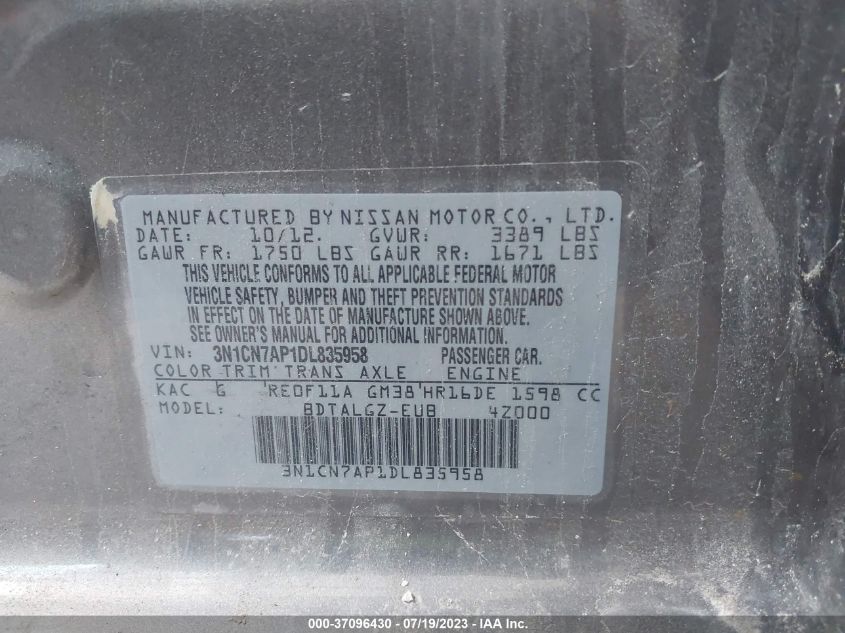 MANUFACTURED BY NISSAN MOTOR CO., LTD.
DATE: 10/12. GVWR: 3389 LBS
GAWR FR: 1750 LBS GAWR RR: 1671 LBS
THIS VEHICLE CONFORMS TO ALL APPLICABLE FEDERAL MOTOR
VEHICLE SAFETY, BUMPER AND THEFT PREVENTION STANDARDS
IN EFFECT ON THE DATE OF MANUFACTURE SHOWN ABOVE.
SEE OWNER'S MANUAL FOR ADDITIONAL INFORMATION.
VIN: 3N1CN7AP1DL835958 PASSENGER CAR.
COLOR TRIM TRANS AXLE ENGINE
KAC G 'RE0F11A GM38'HR16DE 1598 CC
MODEL: BDTALGZ-EUB 4Z000
3N1CN7AP1DL835958
000-37096430 - 07/19/2023 - IAA Inc.